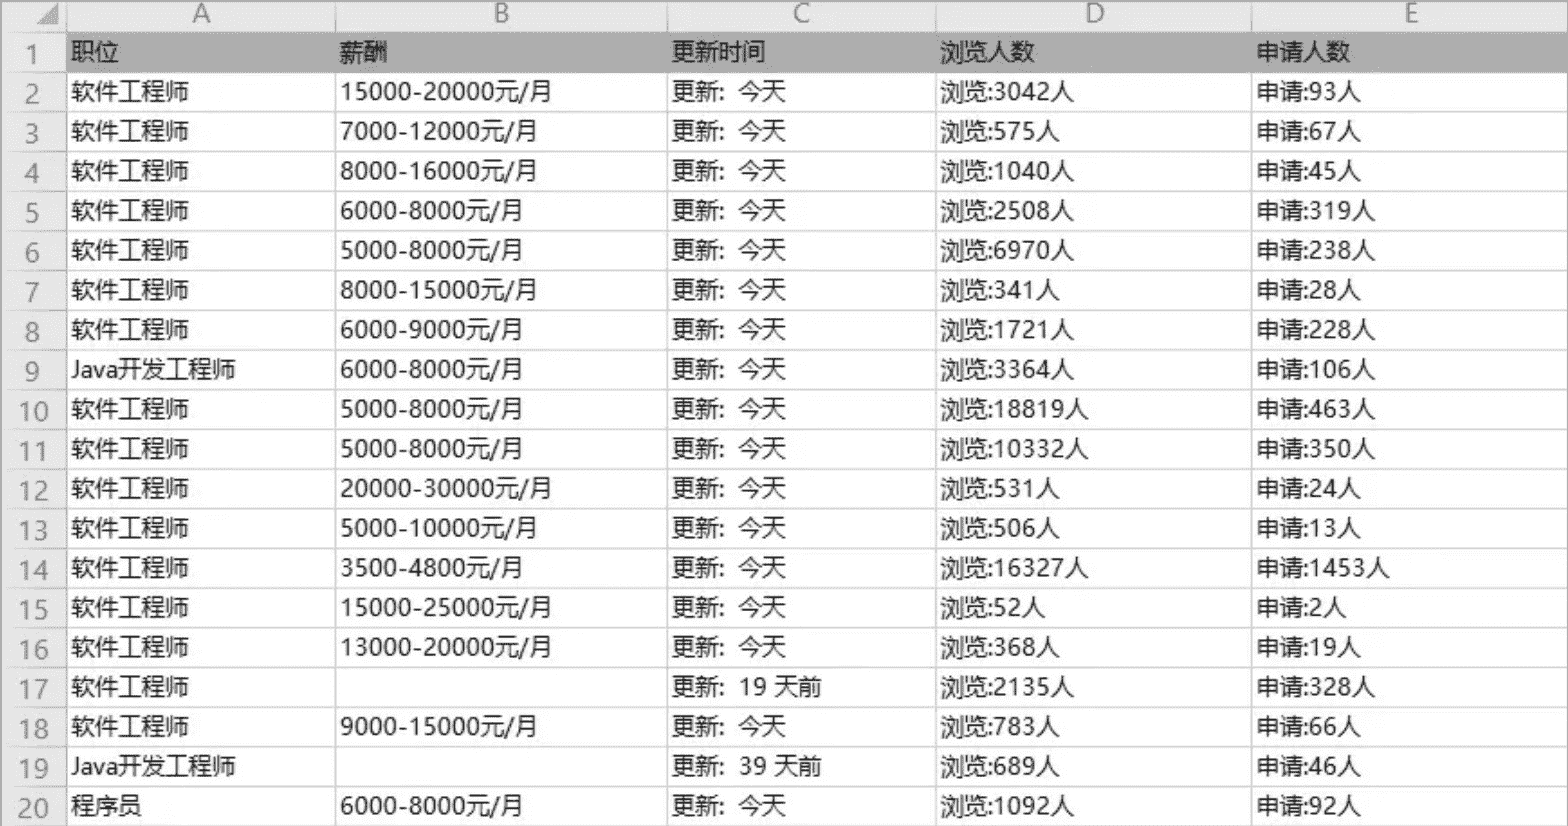 A B C D E
1 职位 薪酬 更新时间 浏览人数 申请人数
2 软件工程师 15000-20000元/月 更新: 今天 浏览:3042人 申请:93人
3 软件工程师 7000-12000元/月 更新: 今天 浏览:575人 申请:67人
4 软件工程师 8000-16000元/月 更新: 今天 浏览:1040人 申请:45人
5 软件工程师 6000-8000元/月 更新: 今天 浏览:2508人 申请:319人
6 软件工程师 5000-8000元/月 更新: 今天 浏览:6970人 申请:238人
7 软件工程师 8000-15000元/月 更新: 今天 浏览:341人 申请:28人
8 软件工程师 6000-9000元/月 更新: 今天 浏览:1721人 申请:228人
9 Java开发工程师 6000-8000元/月 更新: 今天 浏览:3364人 申请:106人
10 软件工程师 5000-8000元/月 更新: 今天 浏览:18819人 申请:463人
11 软件工程师 5000-8000元/月 更新: 今天 浏览:10332人 申请:350人
12 软件工程师 20000-30000元/月 更新: 今天 浏览:531人 申请:24人
13 软件工程师 5000-10000元/月 更新: 今天 浏览:506人 申请:13人
14 软件工程师 3500-4800元/月 更新: 今天 浏览:16327人 申请:1453人
15 软件工程师 15000-25000元/月 更新: 今天 浏览:52人 申请:2人
16 软件工程师 13000-20000元/月 更新: 今天 浏览:368人 申请:19人
17 软件工程师 更新: 19 天前 浏览:2135人 申请:328人
18 软件工程师 9000-15000元/月 更新: 今天 浏览:783人 申请:66人
19 Java开发工程师 更新: 39 天前 浏览:689人 申请:46人
20 程序员 6000-8000元/月 更新: 今天 浏览:1092人 申请:92人